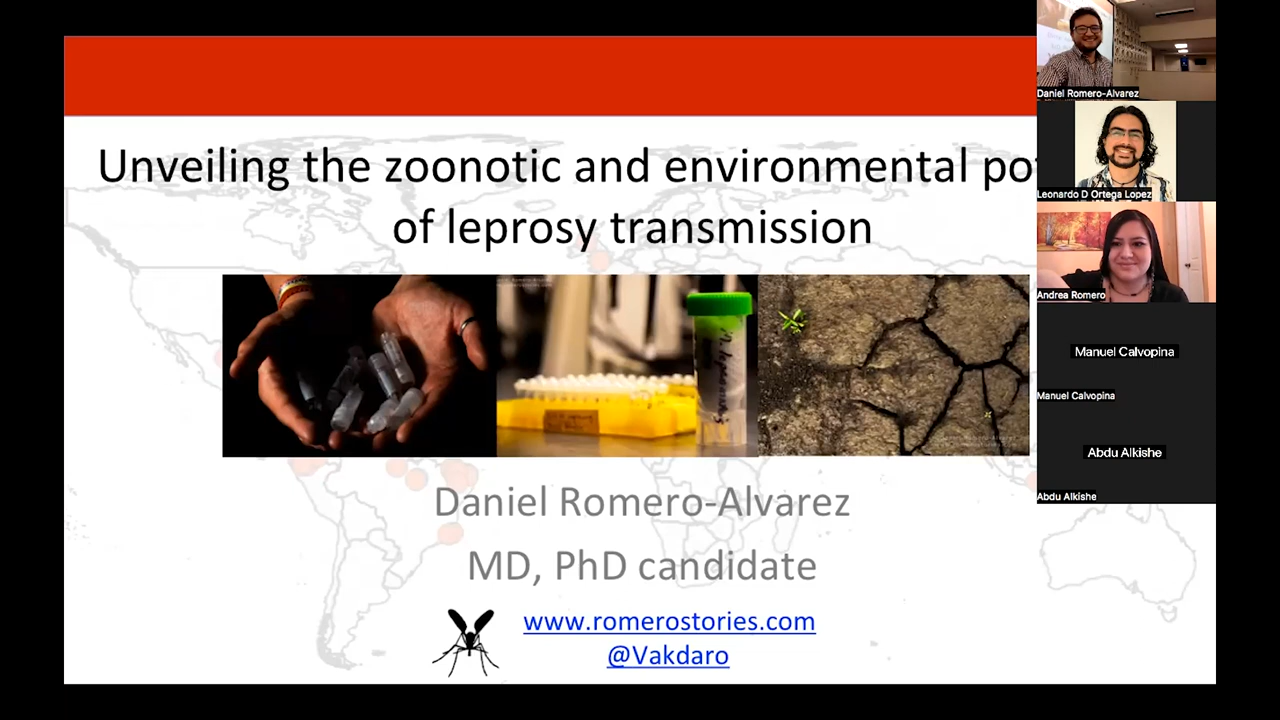 Unveiling the zoonotic and environmental
of leprosy transmission
Daniel Romero-Alvarez
MD, PhD candidate
www.romerostories.com
@Vakdaro
Daniel Romero-Alvarez
Leonardo D Ortega Lopez
Andrea Romero
Manuel Calvopina
Manuel Calvopina
Abdu Alkishe
Abdu Alkishe